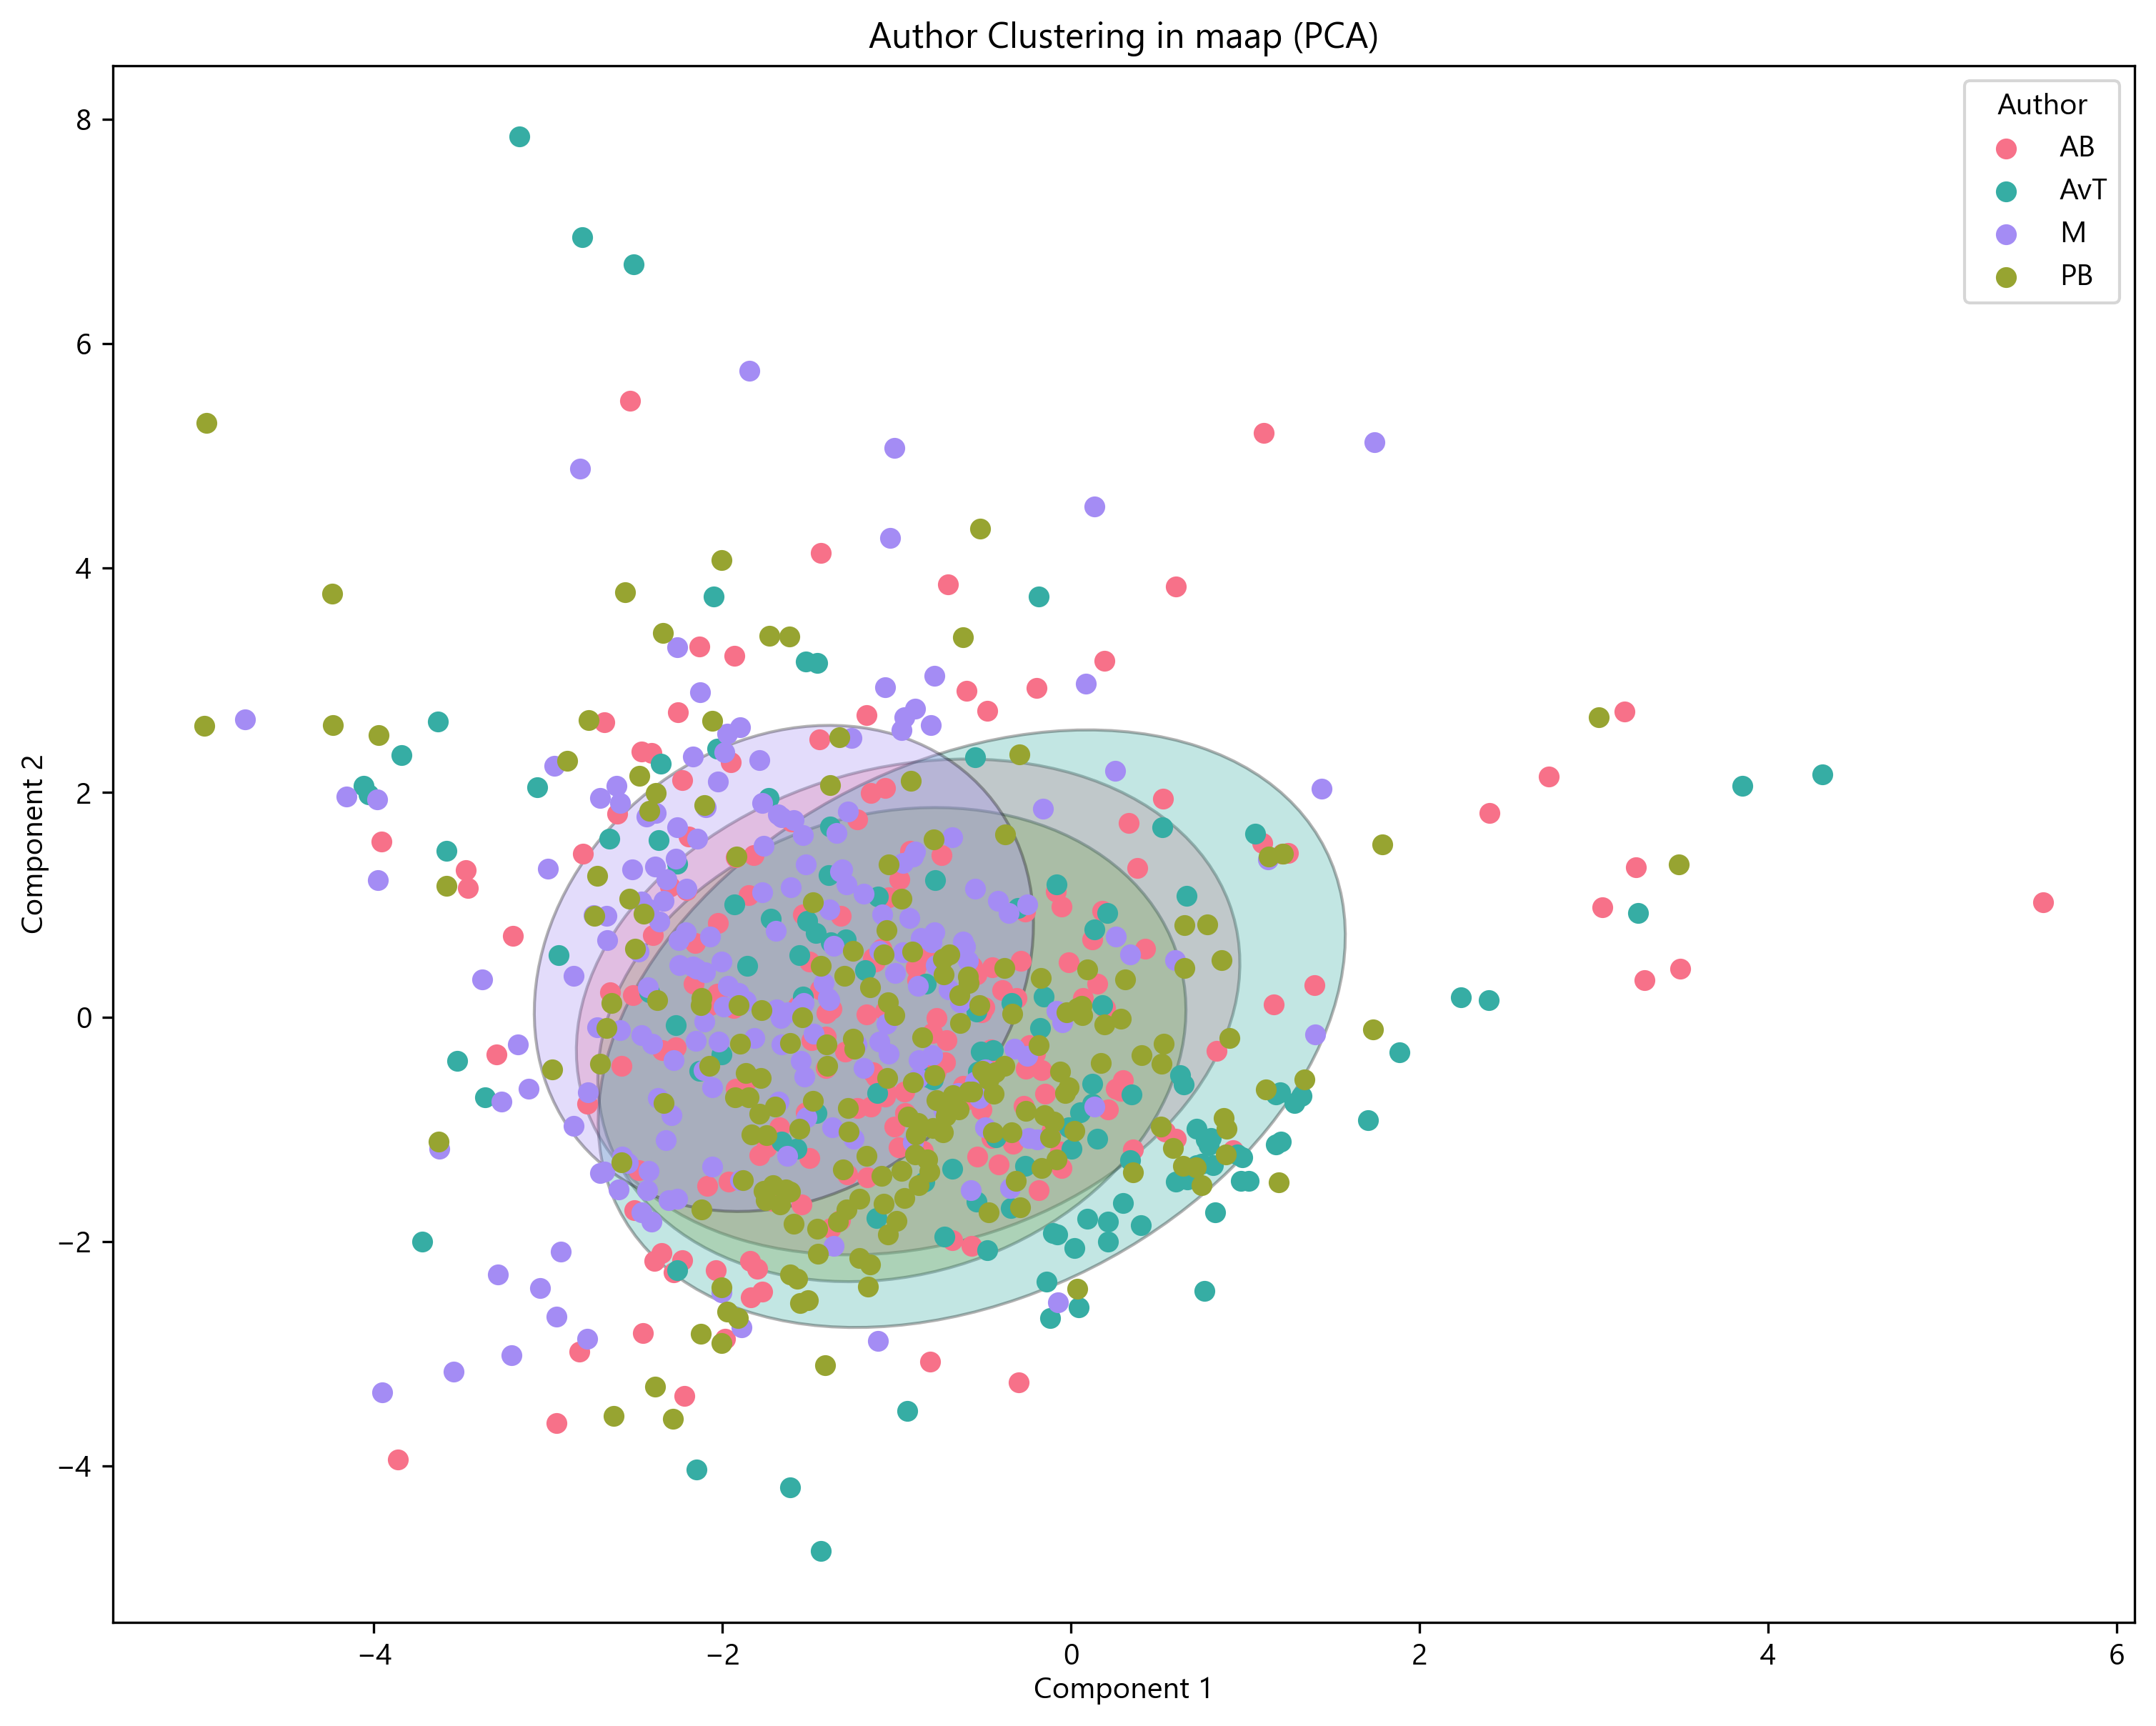 Author Clustering in maap (PCA)
Author
AB
AvT
M
PB
8
6
4
2
0
−2
−4
Component 2
−4
−2
0
2
4
6
Component 1